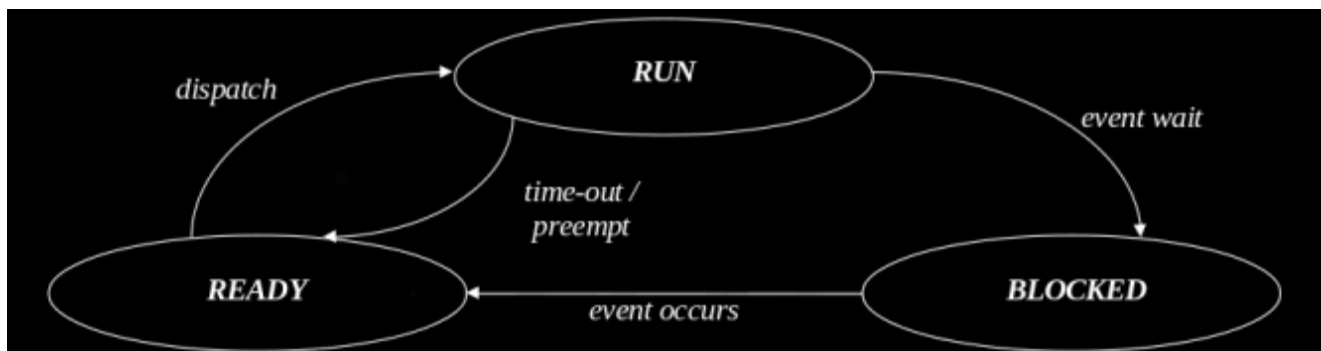 RUN
dispatch
event wait
time-out /
preempt
READY
BLOCKED
event occurs